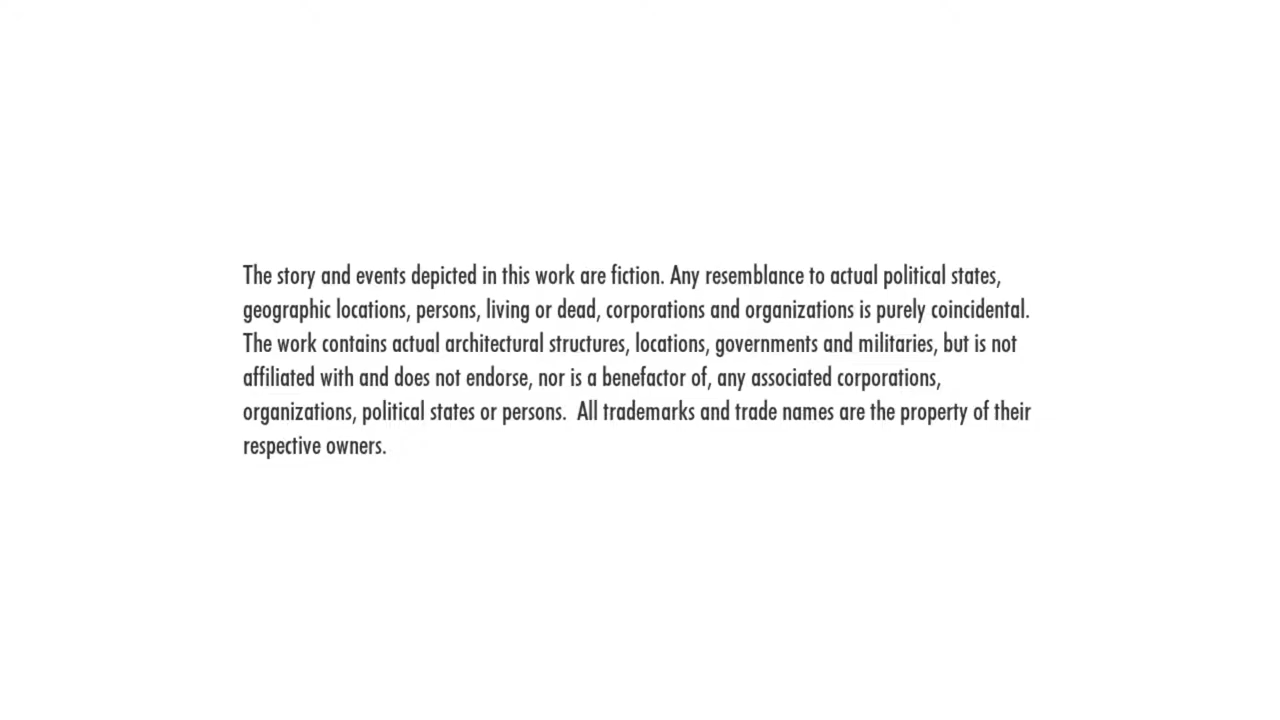 The story and events depicted in this work are fiction. Any resemblance to actual political states,
geographic locations, persons, living or dead, corporations and organizations is purely coincidental.
The work contains actual architectural structures, locations, governments and militaries, but is not
affiliated with and does not endorse, nor is a benefactor of, any associated corporations,
organizations, political states or persons.  All trademarks and trade names are the property of their
respective owners.